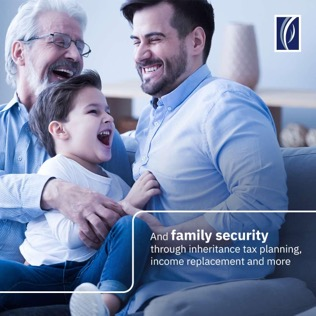 And family security
through inheritance tax planning,
income replacement and more